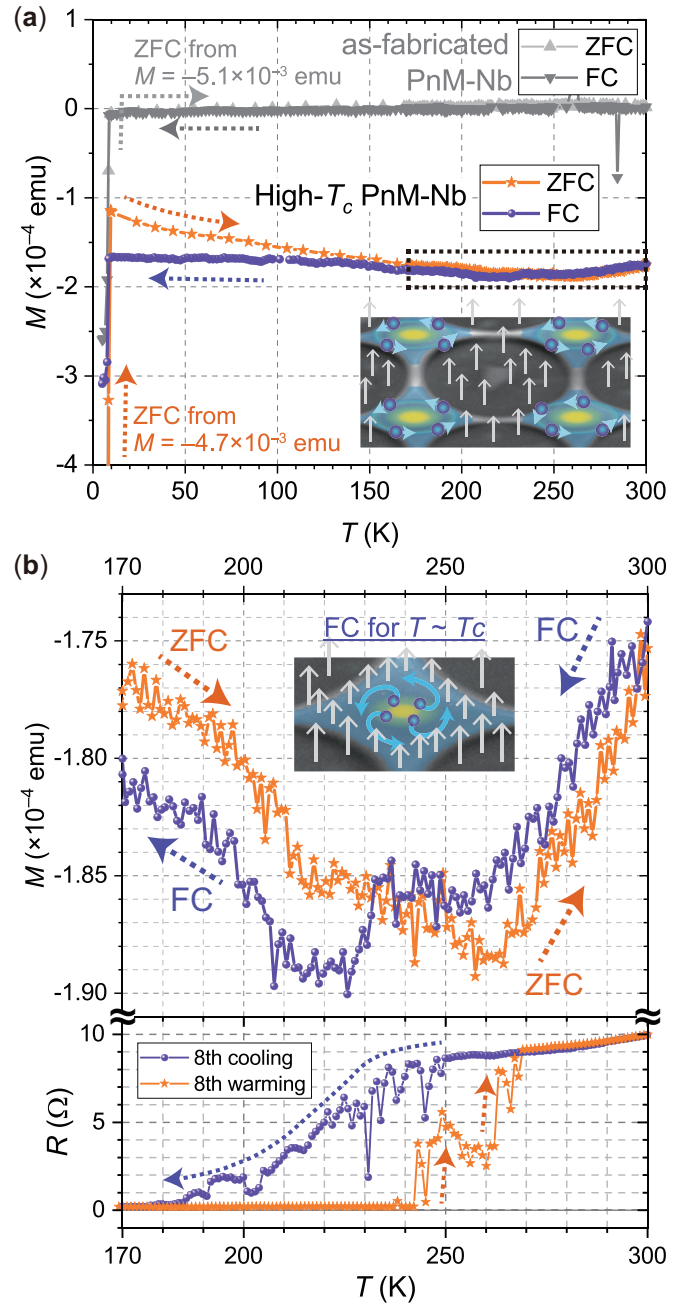 (a)
ZFC from
M = −5.1×10⁻³ emu
as-fabricated
PnM-Nb
ZFC
FC
High-Tc PnM-Nb
ZFC
FC
ZFC from
M = −4.7×10⁻³ emu
M (×10⁻⁴ emu)
1
0
-1
-2
-3
-4
0 50 100 150 200 250 300
T (K)
(b)
170 200 250 300
ZFC
FC for T ~ Tc
FC
FC
ZFC
M (×10⁻⁴ emu)
-1.75
-1.80
-1.85
-1.90
8th cooling
8th warming
R (Ω)
10
5
0
170 200 250 300
T (K)